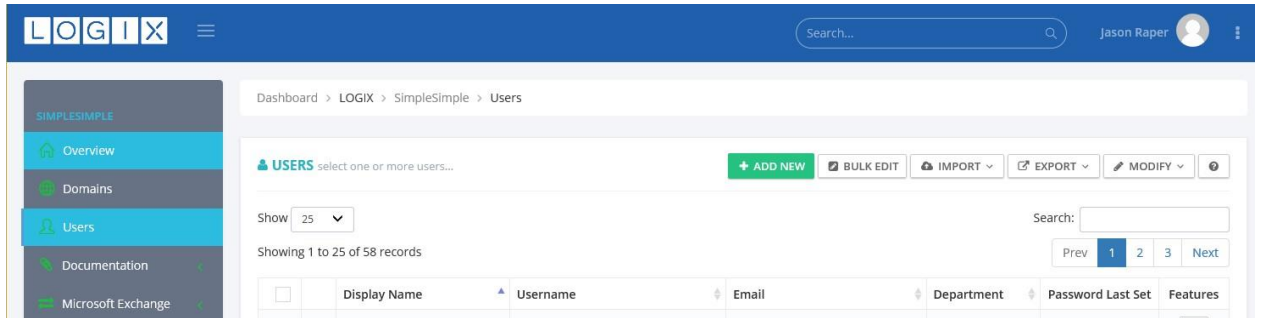 LOGIX
Search...
Jason Raper
SIMPLESIMPLE
Overview
Domains
Users
Documentation
Microsoft Exchange
Dashboard > LOGIX > SimpleSimple > Users
USERS select one or more users...
+ ADD NEW
BULK EDIT
IMPORT
EXPORT
MODIFY
Show 25
Search:
Showing 1 to 25 of 58 records
Prev 1 2 3 Next
Display Name Username Email Department Password Last Set Features